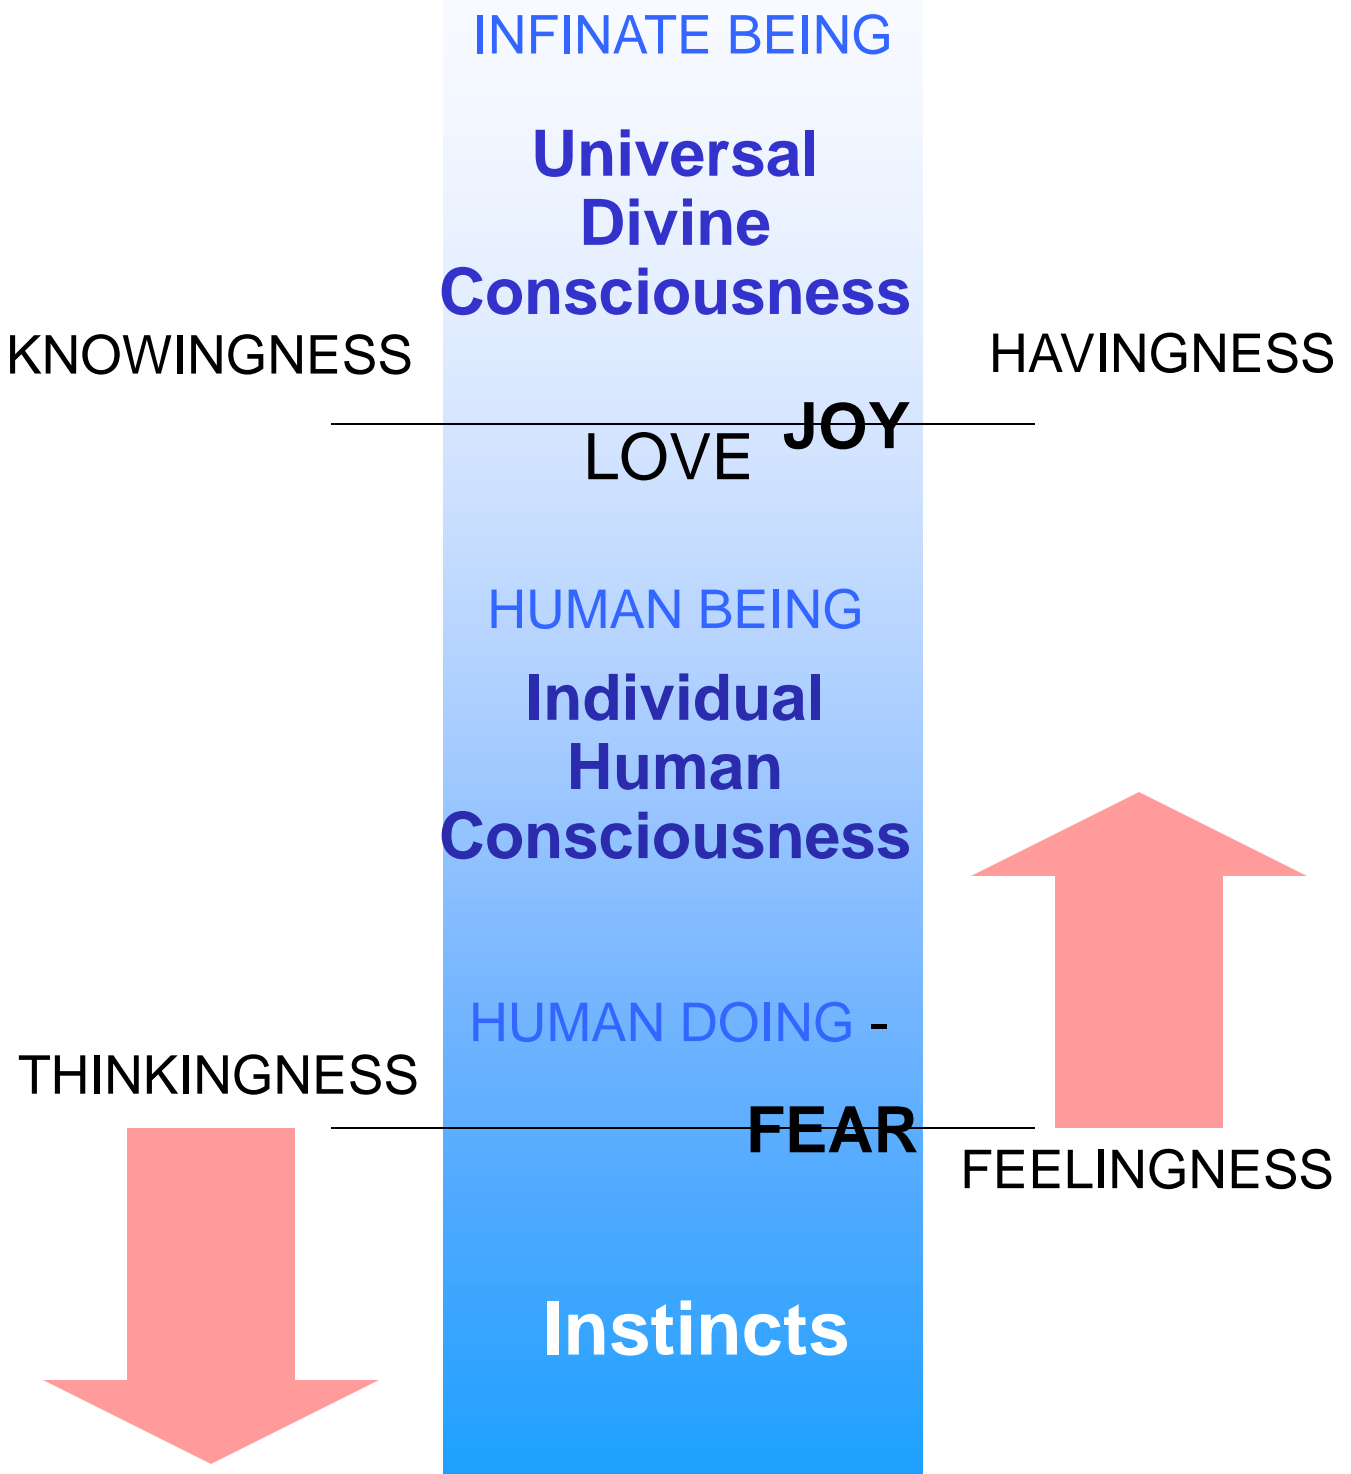 INFINATE BEING
Universal
Divine
Consciousness
KNOWINGNESS
HAVINGNESS
JOY
LOVE
HUMAN BEING
Individual
Human
Consciousness
HUMAN DOING -
THINKINGNESS
FEAR
FEELINGNESS
Instincts